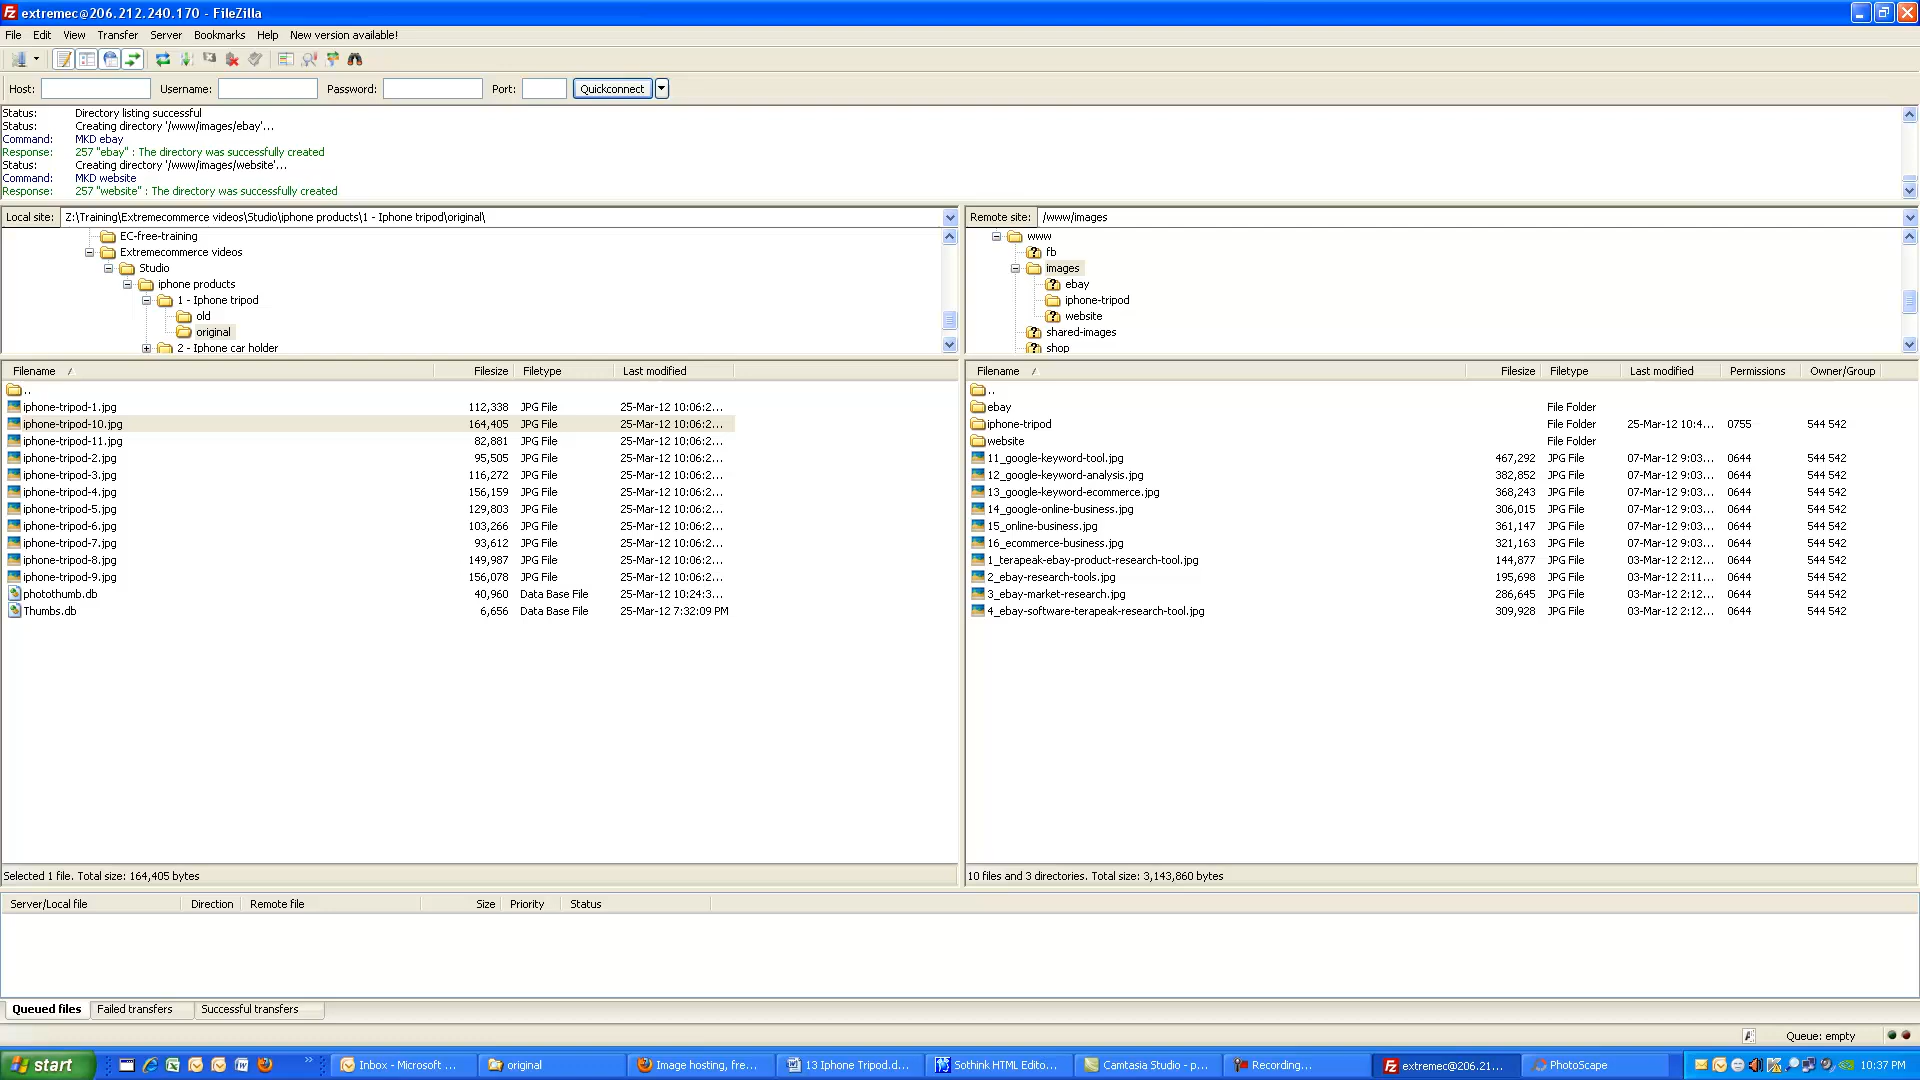 extremec@206.212.240.170 - FileZilla
File Edit View Transfer Server Bookmarks Help New version available!
Host: Username: Password: Port: Quickconnect
Status: Directory listing successful
Status: Creating directory '/www/images/ebay'...
Command: MKD ebay
Response: 257 "ebay" : The directory was successfully created
Status: Creating directory '/www/images/website'...
Command: MKD website
Response: 257 "website" : The directory was successfully created
Local site: Z:\Training\Extremecommerce videos\Studio\iphone products\1 - Iphone tripod\original\
EC-free-training
Extremecommerce videos
Studio
iphone products
1 - Iphone tripod
old
original
2 - Iphone car holder
Remote site: /www/images
www
fb
images
ebay
iphone-tripod
website
shared-images
shop
Filename Filesize Filetype Last modified
..
iphone-tripod-1.jpg 112,338 JPG File 25-Mar-12 10:06:2...
iphone-tripod-10.jpg 164,405 JPG File 25-Mar-12 10:06:2...
iphone-tripod-11.jpg 82,881 JPG File 25-Mar-12 10:06:2...
iphone-tripod-2.jpg 95,505 JPG File 25-Mar-12 10:06:2...
iphone-tripod-3.jpg 116,272 JPG File 25-Mar-12 10:06:2...
iphone-tripod-4.jpg 156,159 JPG File 25-Mar-12 10:06:2...
iphone-tripod-5.jpg 129,803 JPG File 25-Mar-12 10:06:2...
iphone-tripod-6.jpg 103,266 JPG File 25-Mar-12 10:06:2...
iphone-tripod-7.jpg 93,612 JPG File 25-Mar-12 10:06:2...
iphone-tripod-8.jpg 149,987 JPG File 25-Mar-12 10:06:2...
iphone-tripod-9.jpg 156,078 JPG File 25-Mar-12 10:06:2...
photothumb.db 40,960 Data Base File 25-Mar-12 10:24:3...
Thumbs.db 6,656 Data Base File 25-Mar-12 7:32:09 PM
Selected 1 file. Total size: 164,405 bytes
Filename Filesize Filetype Last modified Permissions Owner/Group
..
ebay File Folder
iphone-tripod File Folder 25-Mar-12 10:4... 0755 544 542
website File Folder
11_google-keyword-tool.jpg 467,292 JPG File 07-Mar-12 9:03... 0644 544 542
12_google-keyword-analysis.jpg 382,852 JPG File 07-Mar-12 9:03... 0644 544 542
13_google-keyword-ecommerce.jpg 368,243 JPG File 07-Mar-12 9:03... 0644 544 542
14_google-online-business.jpg 306,015 JPG File 07-Mar-12 9:03... 0644 544 542
15_online-business.jpg 361,147 JPG File 07-Mar-12 9:03... 0644 544 542
16_ecommerce-business.jpg 321,163 JPG File 07-Mar-12 9:03... 0644 544 542
1_terapeak-ebay-product-research-tool.jpg 144,877 JPG File 03-Mar-12 2:12... 0644 544 542
2_ebay-research-tools.jpg 195,698 JPG File 03-Mar-12 2:11... 0644 544 542
3_ebay-market-research.jpg 286,645 JPG File 03-Mar-12 2:12... 0644 544 542
4_ebay-software-terapeak-research-tool.jpg 309,928 JPG File 03-Mar-12 2:12... 0644 544 542
10 files and 3 directories. Total size: 3,143,860 bytes
Server/Local file Direction Remote file Size Priority Status
Queued files Failed transfers Successful transfers
Queue: empty
start Inbox - Microsoft ... original Image hosting, fre... 13 Iphone Tripod.d... Sothink HTML Edito... Camtasia Studio - p... Recording... extremec@206.21... PhotoScape 10:37 PM